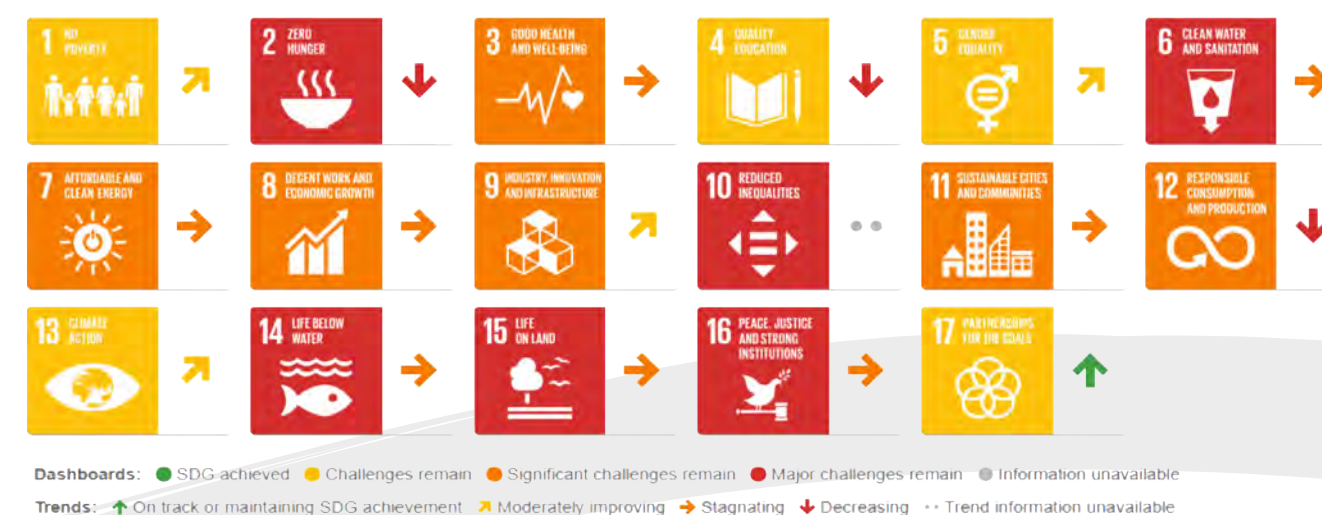 1 NO
POVERTY
2 ZERO
HUNGER
3 GOOD HEALTH
AND WELL-BEING
4 QUALITY
EDUCATION
5 GENDER
EQUALITY
6 CLEAN WATER
AND SANITATION
7 AFFORDABLE AND
CLEAN ENERGY
8 DECENT WORK AND
ECONOMIC GROWTH
9 INDUSTRY, INNOVATION
AND INFRASTRUCTURE
10 REDUCED
INEQUALITIES
11 SUSTAINABLE CITIES
AND COMMUNITIES
12 RESPONSIBLE
CONSUMPTION
AND PRODUCTION
13 CLIMATE
ACTION
14 LIFE BELOW
WATER
15 LIFE
ON LAND
16 PEACE, JUSTICE
AND STRONG
INSTITUTIONS
17 PARTNERSHIPS
FOR THE GOALS
Dashboards: SDG achieved Challenges remain Significant challenges remain Major challenges remain Information unavailable
Trends: On track or maintaining SDG achievement Moderately improving Stagnating Decreasing Trend information unavailable